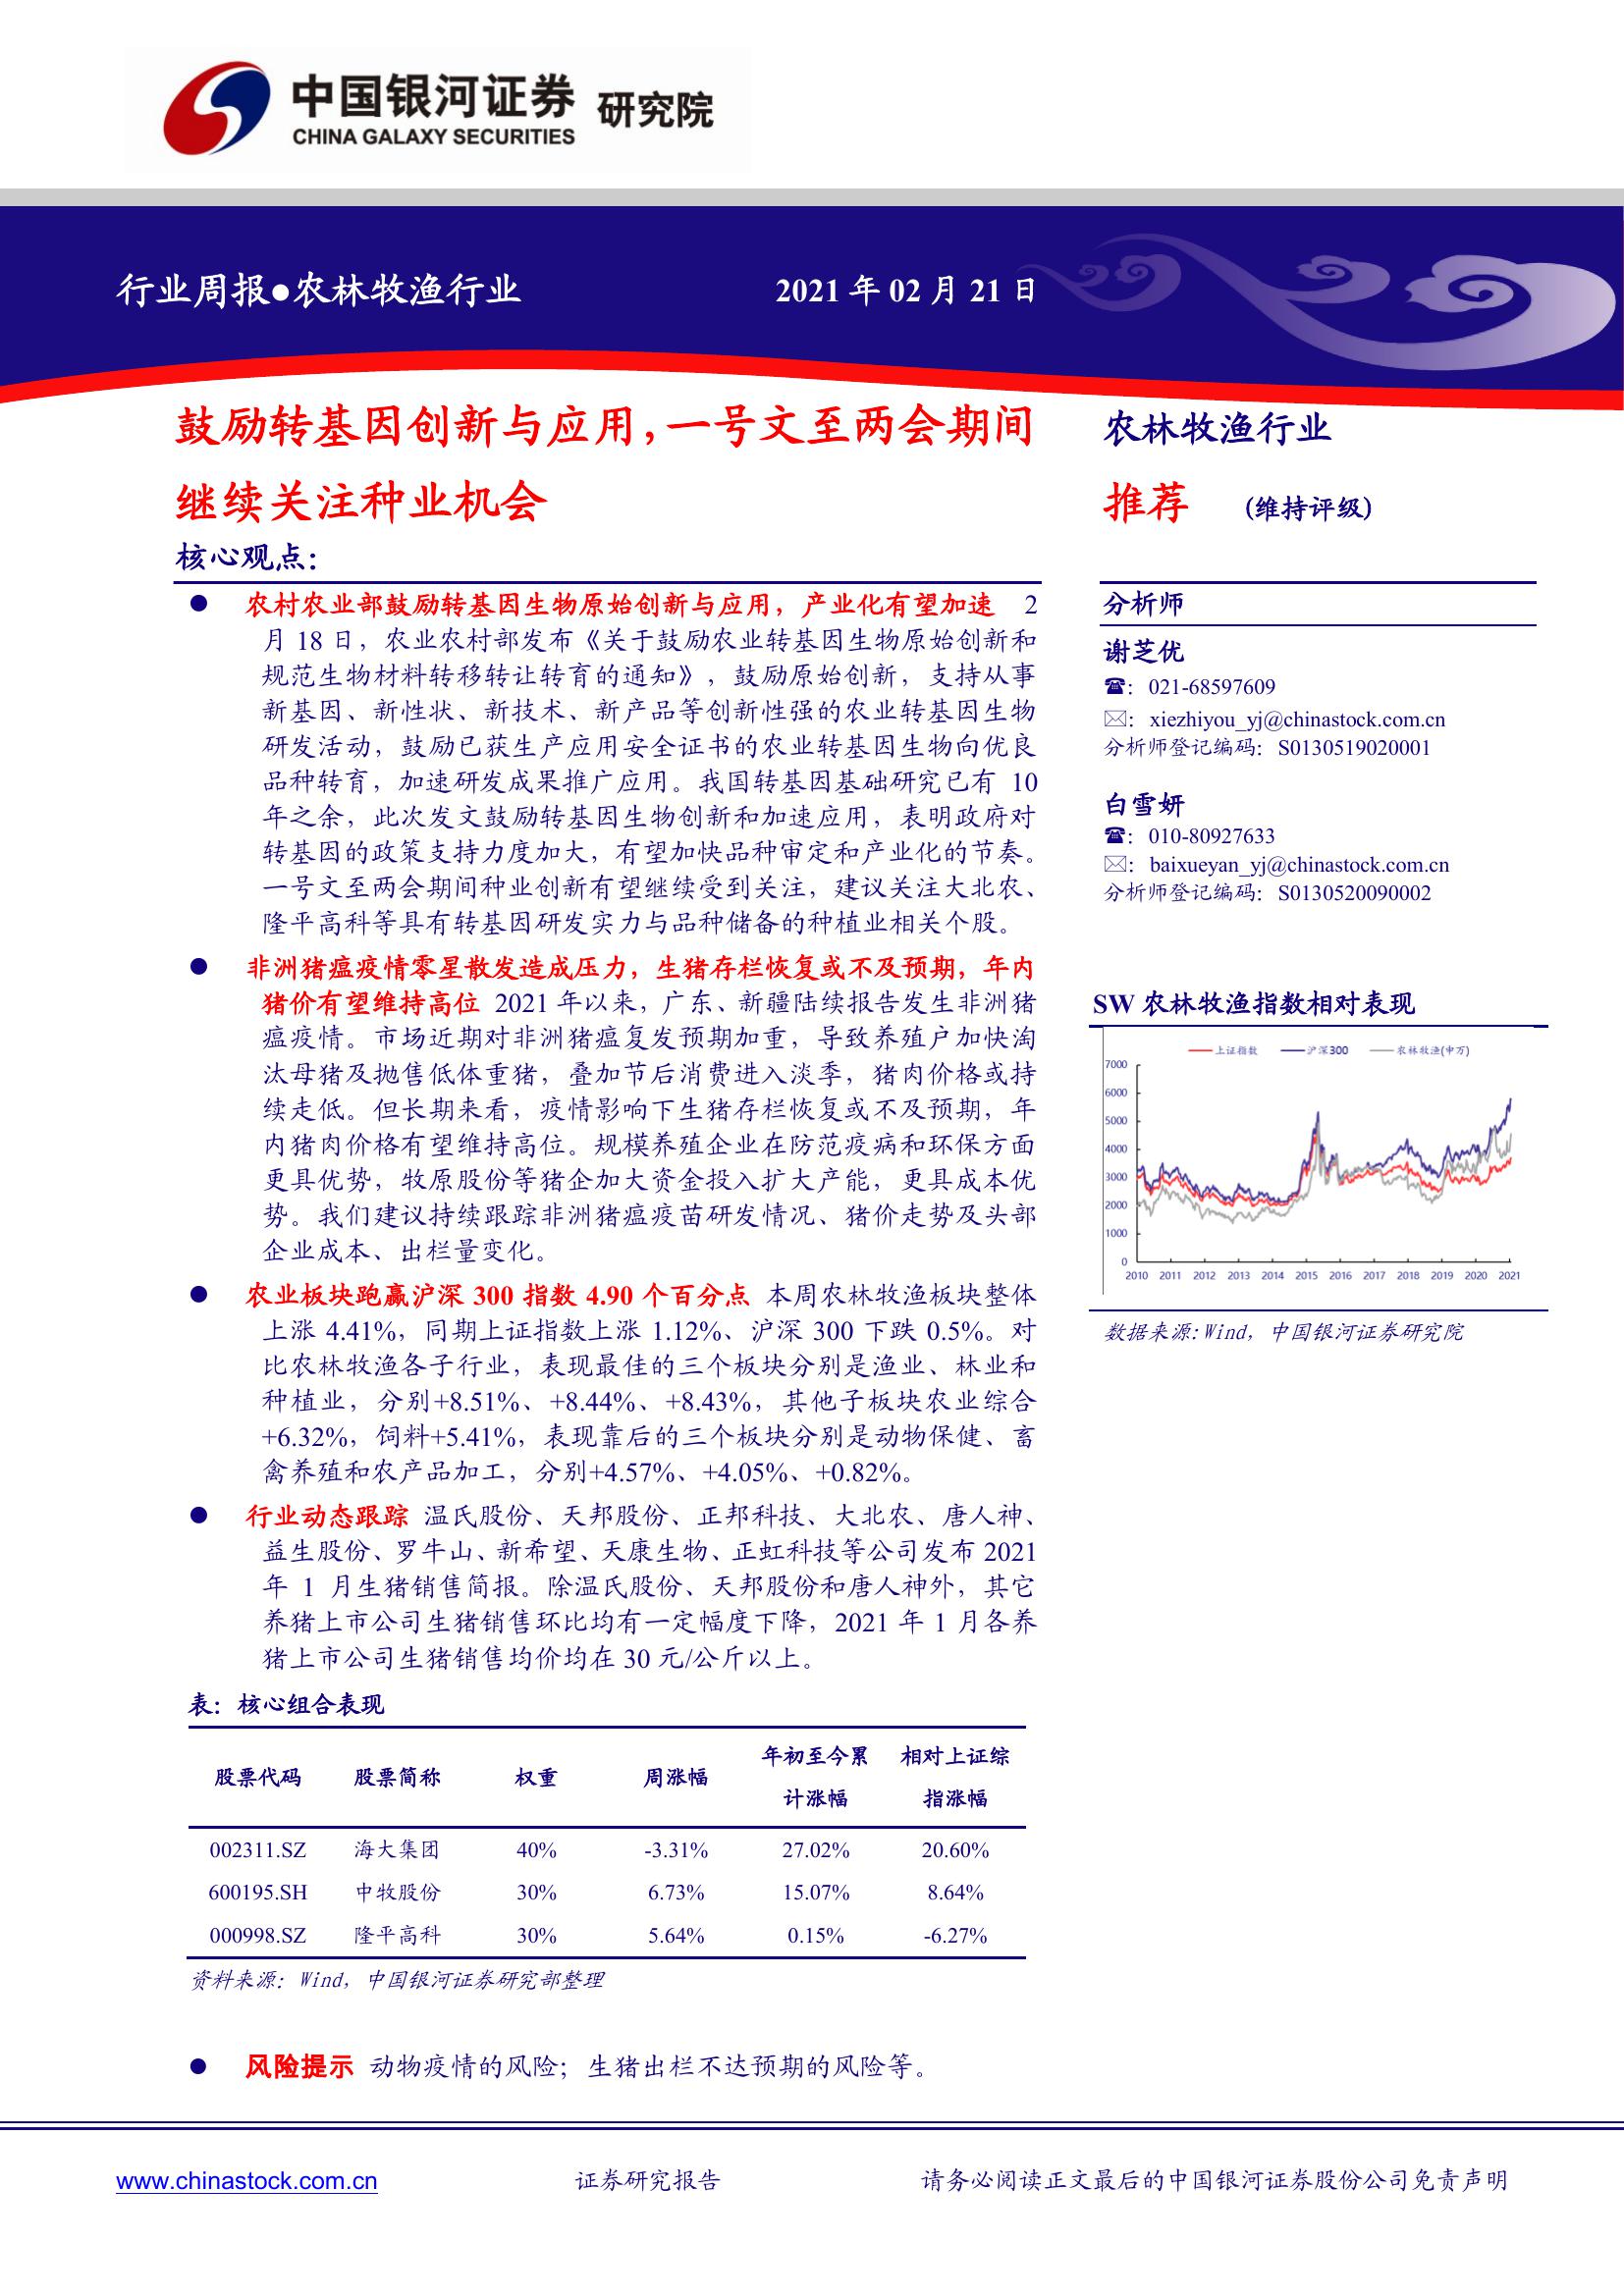 中国银河证券 研究院
CHINA GALAXY SECURITIES
行业周报●农林牧渔行业
2021 年 02 月 21 日
鼓励转基因创新与应用，一号文至两会期间
继续关注种业机会
核心观点：
● 农村农业部鼓励转基因生物原始创新与应用，产业化有望加速 2
月 18 日，农业农村部发布《关于鼓励农业转基因生物原始创新和
规范生物材料转移转让转育的通知》，鼓励原始创新，支持从事
新基因、新性状、新技术、新产品等创新性强的农业转基因生物
研发活动，鼓励已获生产应用安全证书的农业转基因生物向优良
品种转育，加速研发成果推广应用。我国转基因基础研究已有 10
年之余，此次发文鼓励转基因生物创新和加速应用，表明政府对
转基因的政策支持力度加大，有望加快品种审定和产业化的节奏。
一号文至两会期间种业创新有望继续受到关注，建议关注大北农、
隆平高科等具有转基因研发实力与品种储备的种植业相关个股。
● 非洲猪瘟疫情零星散发造成压力，生猪存栏恢复或不及预期，年内
猪价有望维持高位 2021 年以来，广东、新疆陆续报告发生非洲猪
瘟疫情。市场近期对非洲猪瘟复发预期加重，导致养殖户加快淘
汰母猪及抛售低体重猪，叠加节后消费进入淡季，猪肉价格或持
续走低。但长期来看，疫情影响下生猪存栏恢复或不及预期，年
内猪肉价格有望维持高位。规模养殖企业在防范疫病和环保方面
更具优势，牧原股份等猪企加大资金投入扩大产能，更具成本优
势。我们建议持续跟踪非洲猪瘟疫苗研发情况、猪价走势及头部
企业成本、出栏量变化。
● 农业板块跑赢沪深 300 指数 4.90 个百分点 本周农林牧渔板块整体
上涨 4.41%，同期上证指数上涨 1.12%、沪深 300 下跌 0.5%。对
比农林牧渔各子行业，表现最佳的三个板块分别是渔业、林业和
种植业，分别+8.51%、+8.44%、+8.43%，其他子板块农业综合
+6.32%，饲料+5.41%，表现靠后的三个板块分别是动物保健、畜
禽养殖和农产品加工，分别+4.57%、+4.05%、+0.82%。
● 行业动态跟踪 温氏股份、天邦股份、正邦科技、大北农、唐人神、
益生股份、罗牛山、新希望、天康生物、正虹科技等公司发布 2021
年 1 月生猪销售简报。除温氏股份、天邦股份和唐人神外，其它
养猪上市公司生猪销售环比均有一定幅度下降，2021 年 1 月各养
猪上市公司生猪销售均价均在 30 元/公斤以上。
表：核心组合表现
股票代码 股票简称 权重 周涨幅 年初至今累计涨幅 相对上证综指涨幅
002311.SZ 海大集团 40% -3.31% 27.02% 20.60%
600195.SH 中牧股份 30% 6.73% 15.07% 8.64%
000998.SZ 隆平高科 30% 5.64% 0.15% -6.27%
资料来源：Wind，中国银河证券研究部整理
● 风险提示 动物疫情的风险；生猪出栏不达预期的风险等。
农林牧渔行业
推荐 (维持评级)
分析师
谢芝优
☎：021-68597609
✉：xiezhiyou_yj@chinastock.com.cn
分析师登记编码：S0130519020001
白雪妍
☎：010-80927633
✉：baixueyan_yj@chinastock.com.cn
分析师登记编码：S0130520090002
SW 农林牧渔指数相对表现
上证指数 沪深300 农林牧渔(申万)
7000
6000
5000
4000
3000
2000
1000
0
2010 2011 2012 2013 2014 2015 2016 2017 2018 2019 2020 2021
数据来源：Wind，中国银河证券研究院
www.chinastock.com.cn 证券研究报告 请务必阅读正文最后的中国银河证券股份公司免责声明